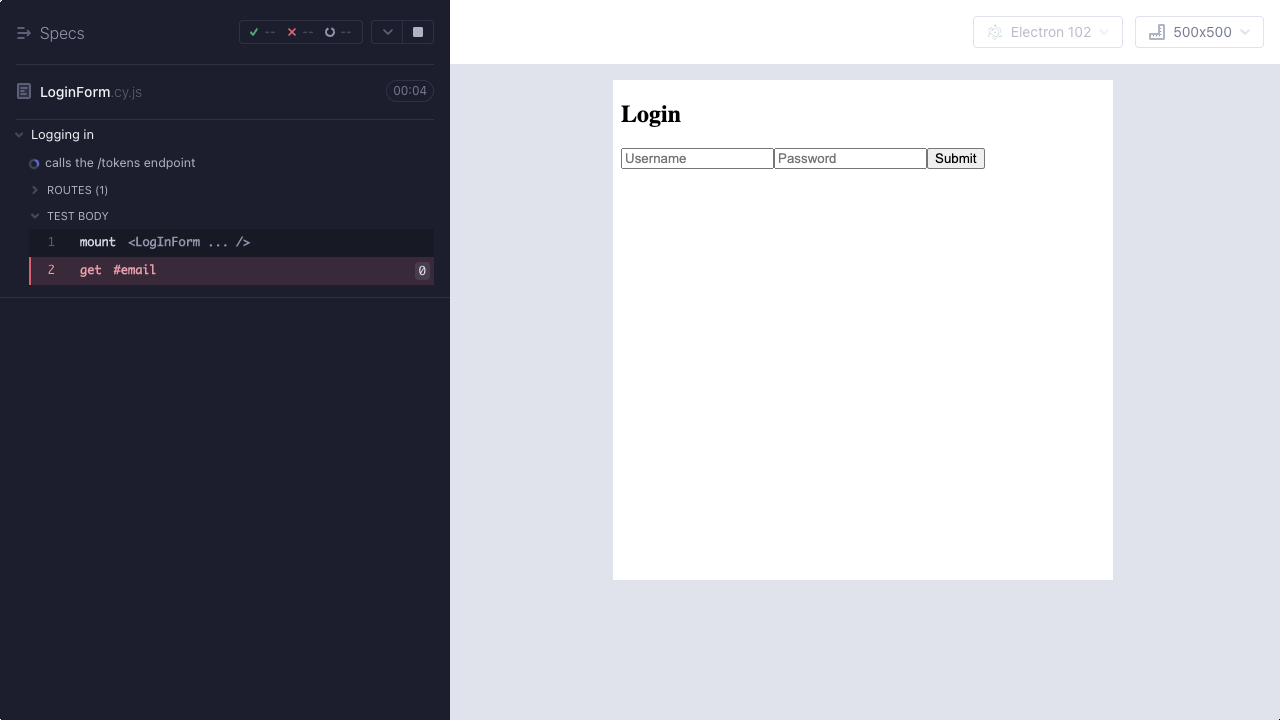 Specs
-- -- --
LoginForm.cy.js 00:04
Logging in
calls the /tokens endpoint
ROUTES (1)
TEST BODY
1 mount <LogInForm ... />
2 get #email 0
Electron 102 500x500
Login
Username Password Submit